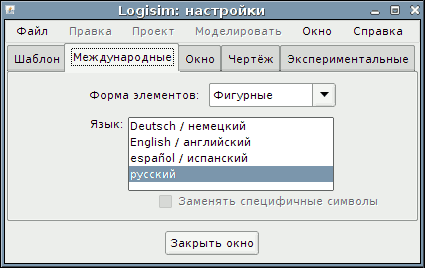 Logisim: настройки
Файл Правка Проект Моделировать Окно Справка
Шаблон Международные Окно Чертёж Экспериментальные
Форма элементов: Фигурные
Язык: Deutsch / немецкий
English / английский
español / испанский
русский
Заменять специфичные символы
Закрыть окно